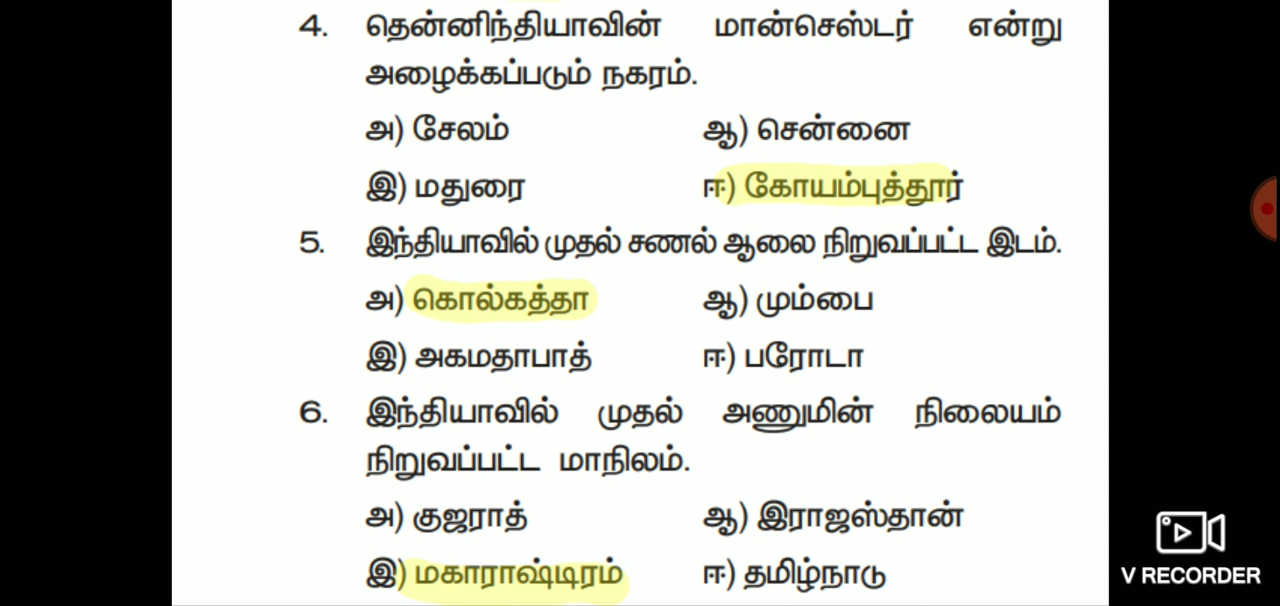 4. தென்னிந்தியாவின் மான்செஸ்டர் என்று
அழைக்கப்படும் நகரம்.
அ) சேலம் ஆ) சென்னை
இ) மதுரை ஈ) கோயம்புத்தூர்
5. இந்தியாவில் முதல் சணல் ஆலை நிறுவப்பட்ட இடம்.
அ) கொல்கத்தா ஆ) மும்பை
இ) அகமதாபாத் ஈ) பரோடா
6. இந்தியாவில் முதல் அணுமின் நிலையம்
நிறுவப்பட்ட மாநிலம்.
அ) குஜராத் ஆ) இராஜஸ்தான்
இ) மகாராஷ்டிரம் ஈ) தமிழ்நாடு
V RECORDER